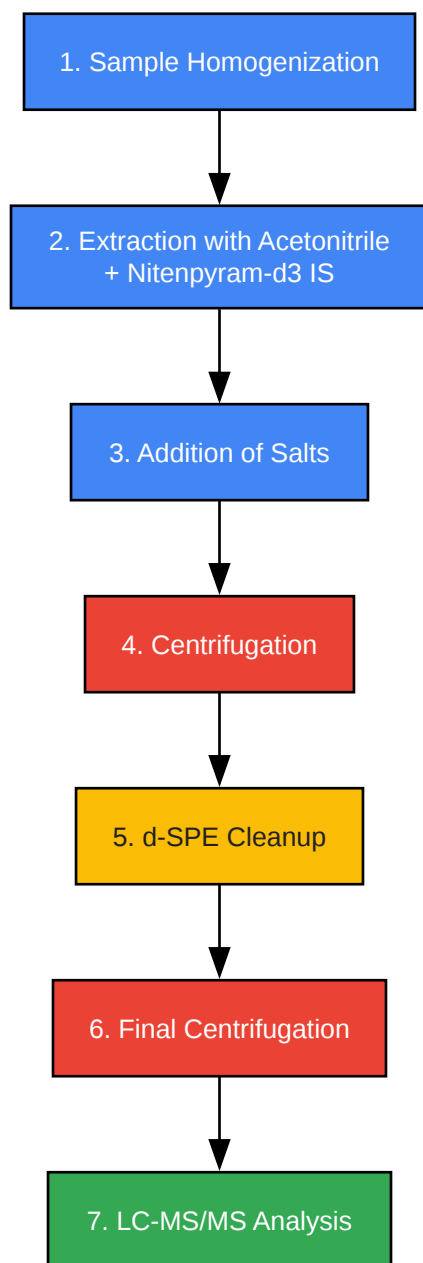 1. Sample Homogenization
2. Extraction with Acetonitrile
+ Nitenpyram-d3 IS
3. Addition of Salts
4. Centrifugation
5. d-SPE Cleanup
6. Final Centrifugation
7. LC-MS/MS Analysis